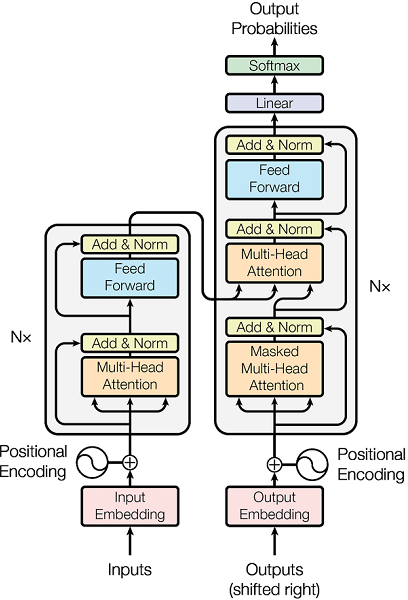 Output
Probabilities
Softmax
Linear
Add & Norm
Feed
Forward
Add & Norm
Multi-Head
Attention
Add & Norm
Masked
Multi-Head
Attention
N×
Add & Norm
Feed
Forward
Add & Norm
Multi-Head
Attention
N×
Positional
Encoding
Positional
Encoding
Input
Embedding
Output
Embedding
Inputs
Outputs
(shifted right)